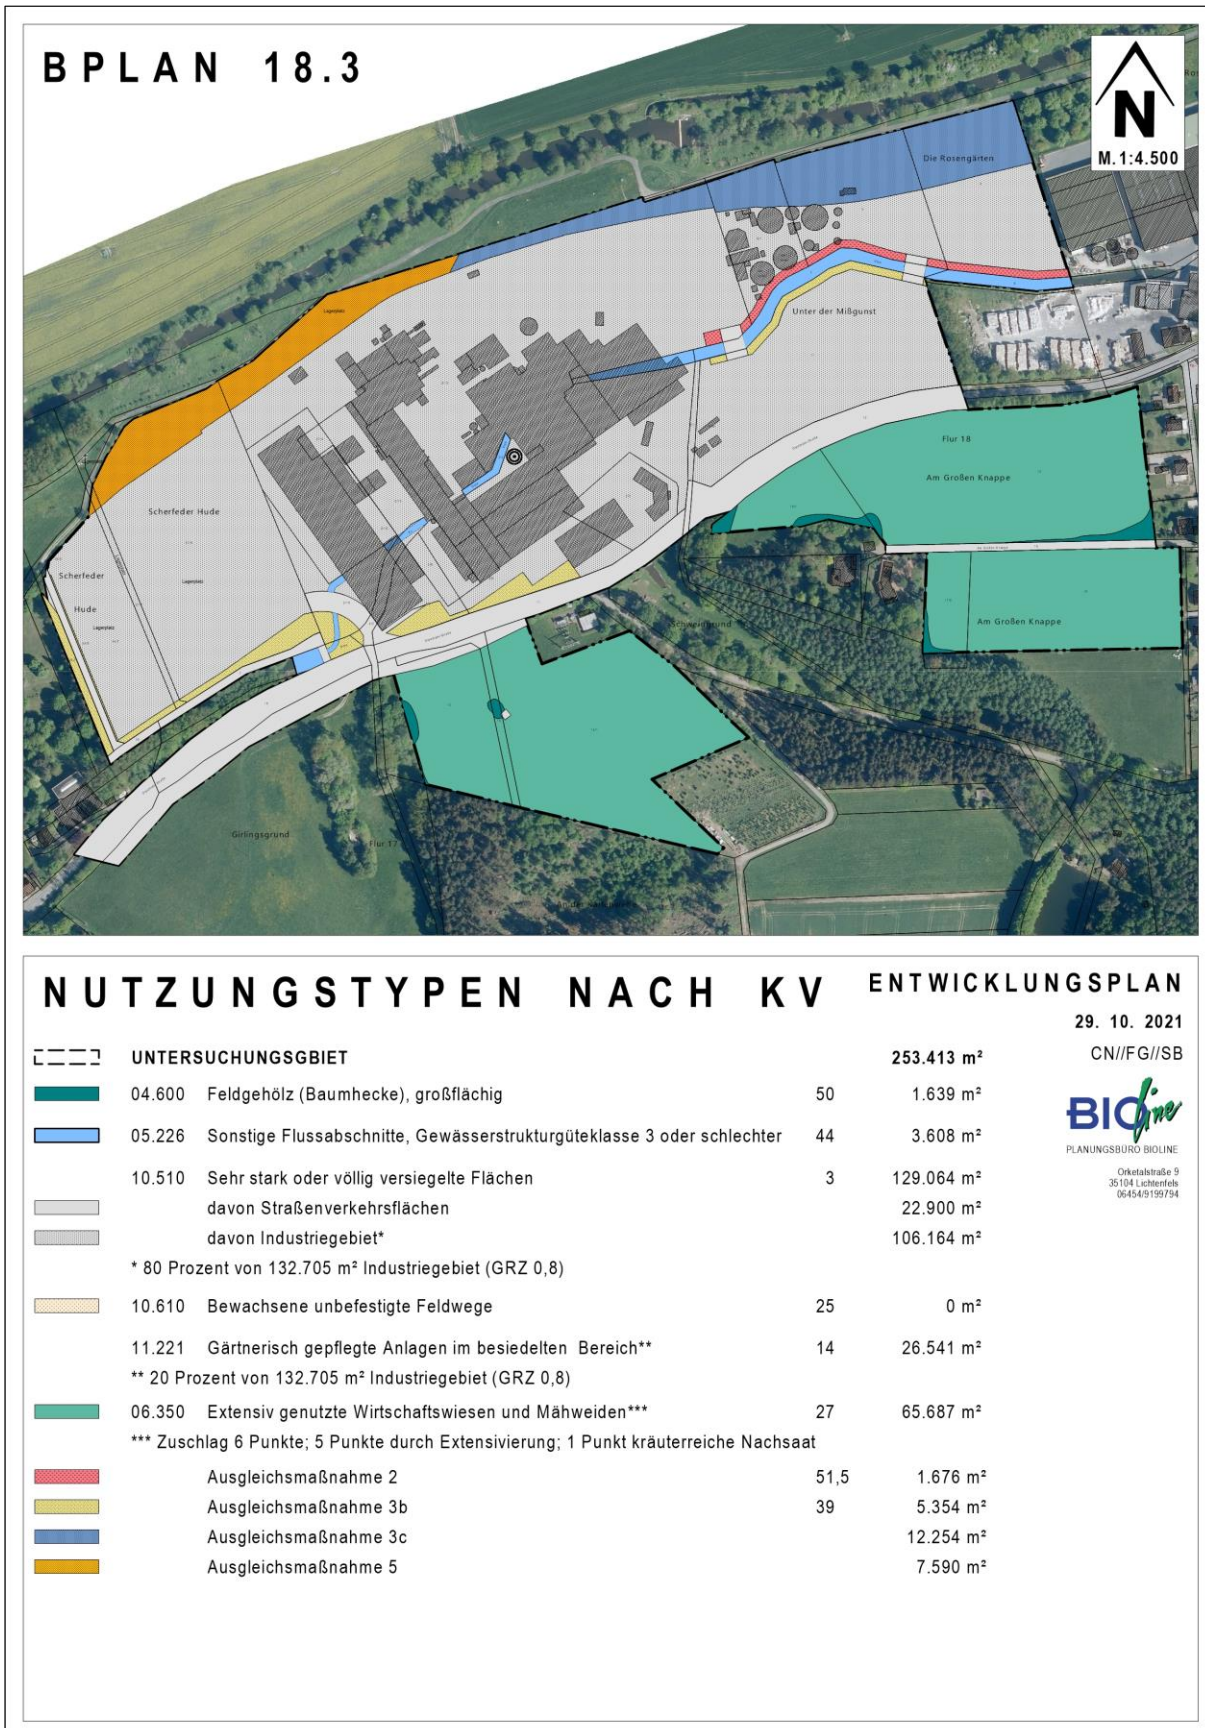 BPLAN 18.3
N
M. 1:4.500
Die Rosengärten
Unter der Mißgunst
Lagerplatz
Flur 18
Am Großen Knappe
Scherfeder Hude
Lagerplatz
Scherfeder
Hude
Lagerplatz
Am Großen Knappe
Girlingsgrund
Flur 17
NUTZUNGSTYPEN NACH KV
ENTWICKLUNGSPLAN
29. 10. 2021
CN//FG//SB
UNTERSUCHUNGSGBIET 253.413 m²
04.600 Feldgehölz (Baumhecke), großflächig 50 1.639 m²
05.226 Sonstige Flussabschnitte, Gewässerstrukturgüteklasse 3 oder schlechter 44 3.608 m²
10.510 Sehr stark oder völlig versiegelte Flächen 3 129.064 m²
davon Straßenverkehrsflächen 22.900 m²
davon Industriegebiet* 106.164 m²
* 80 Prozent von 132.705 m² Industriegebiet (GRZ 0,8)
10.610 Bewachsene unbefestigte Feldwege 25 0 m²
11.221 Gärtnerisch gepflegte Anlagen im besiedelten Bereich** 14 26.541 m²
** 20 Prozent von 132.705 m² Industriegebiet (GRZ 0,8)
06.350 Extensiv genutzte Wirtschaftswiesen und Mähweiden*** 27 65.687 m²
*** Zuschlag 6 Punkte; 5 Punkte durch Extensivierung; 1 Punkt kräuterreiche Nachsaat
Ausgleichsmaßnahme 2 51,5 1.676 m²
Ausgleichsmaßnahme 3b 39 5.354 m²
Ausgleichsmaßnahme 3c 12.254 m²
Ausgleichsmaßnahme 5 7.590 m²
BIOline
PLANUNGSBÜRO BIOLINE
Orketalstraße 9
35104 Lichtenfels
06454/9199794